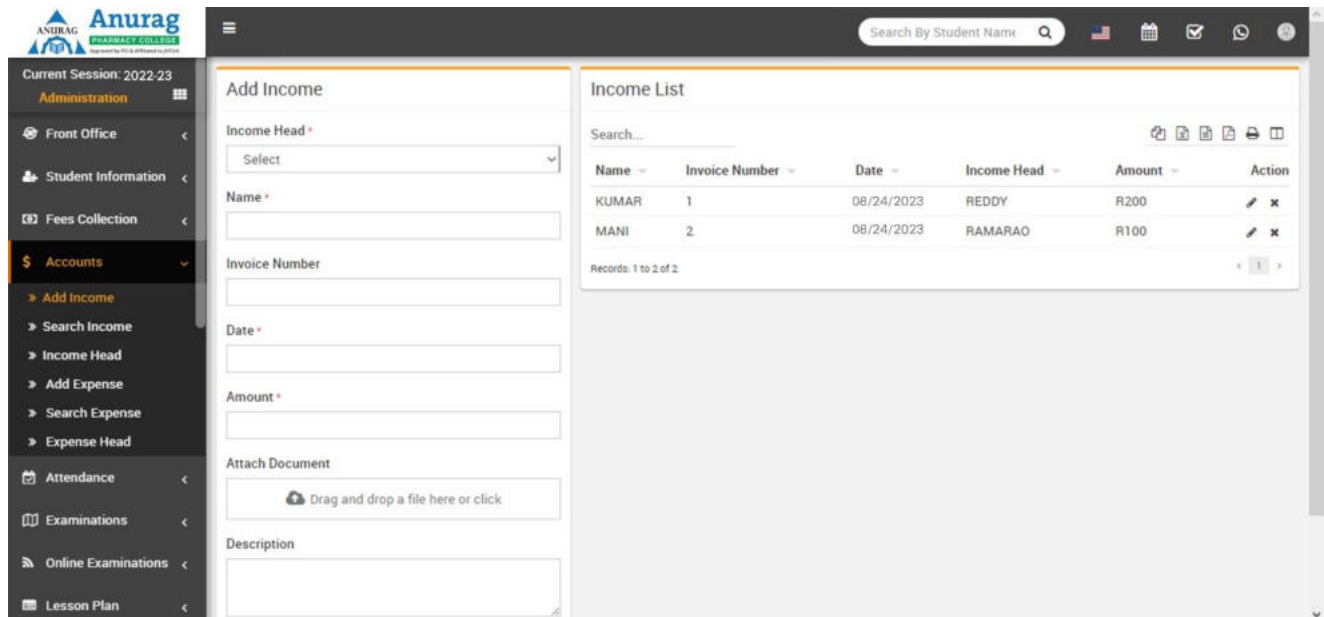 ANURAG Anurag
PHARMACY COLLEGE
Search By Student Name
Current Session: 2022-23
Administration
Front Office
Student Information
Fees Collection
$ Accounts
» Add Income
» Search Income
» Income Head
» Add Expense
» Search Expense
» Expense Head
Attendance
Examinations
Online Examinations
Lesson Plan
Add Income
Income Head *
Select
Name *
Invoice Number
Date *
Amount *
Attach Document
Drag and drop a file here or click
Description
Income List
Search...
Name Invoice Number Date Income Head Amount Action
KUMAR 1 08/24/2023 REDDY R200
MANI 2 08/24/2023 RAMARAO R100
Records: 1 to 2 of 2
‹ 1 ›